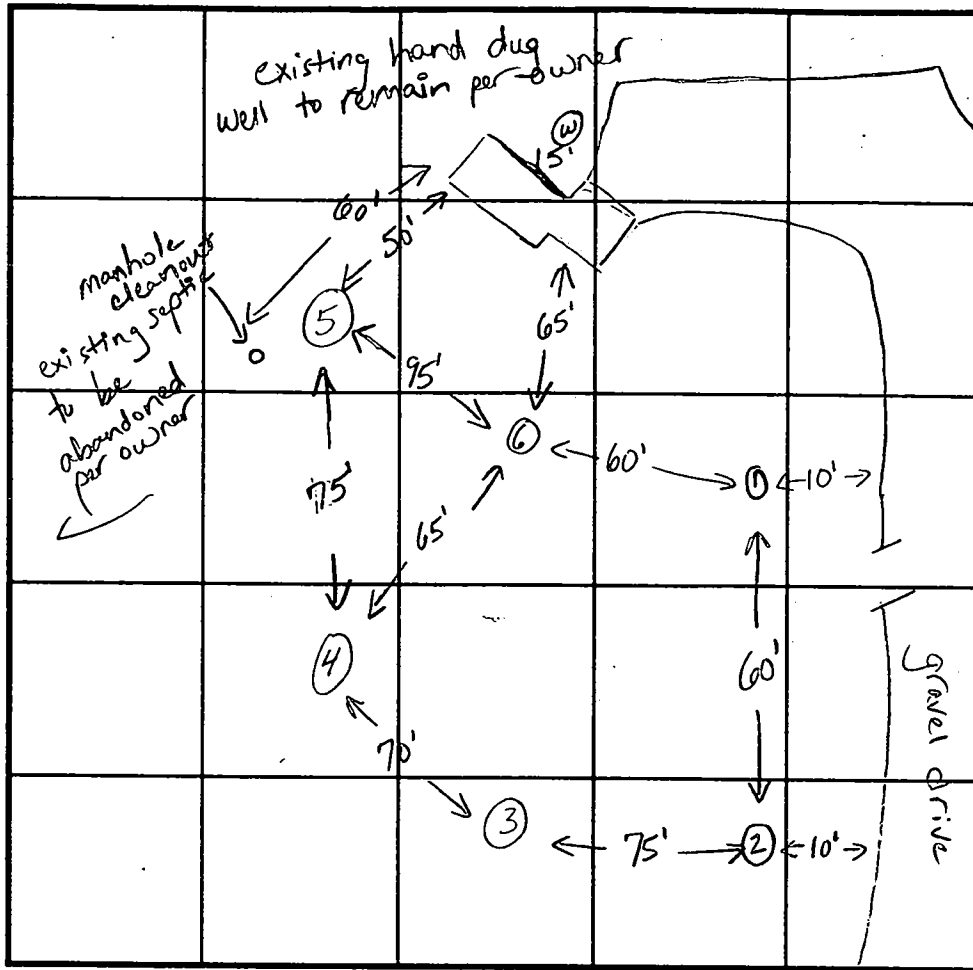 existing hand dug
well to remain per owner
W
5'
60'
50'
manhole
cleanout
existing septic
to be
abandoned
per owner
5
65'
95'
6
60'
1
10'
75'
65'
4
60'
gravel drive
70'
3
75'
2
10'